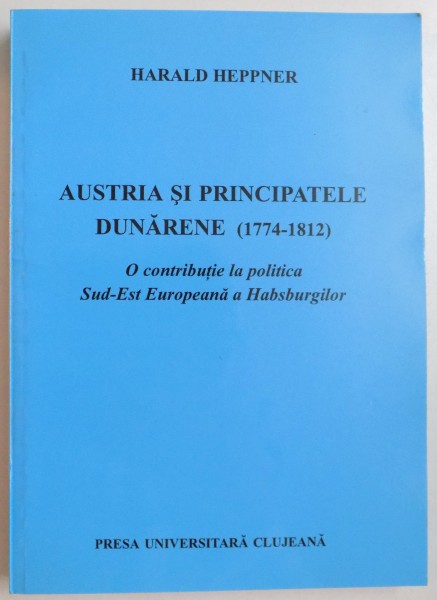 HARALD HEPPNER
AUSTRIA ŞI PRINCIPATELE
DUNĂRENE (1774-1812)
O contribuţie la politica
Sud-Est Europeană a Habsburgilor
PRESA UNIVERSITARĂ CLUJEANĂ